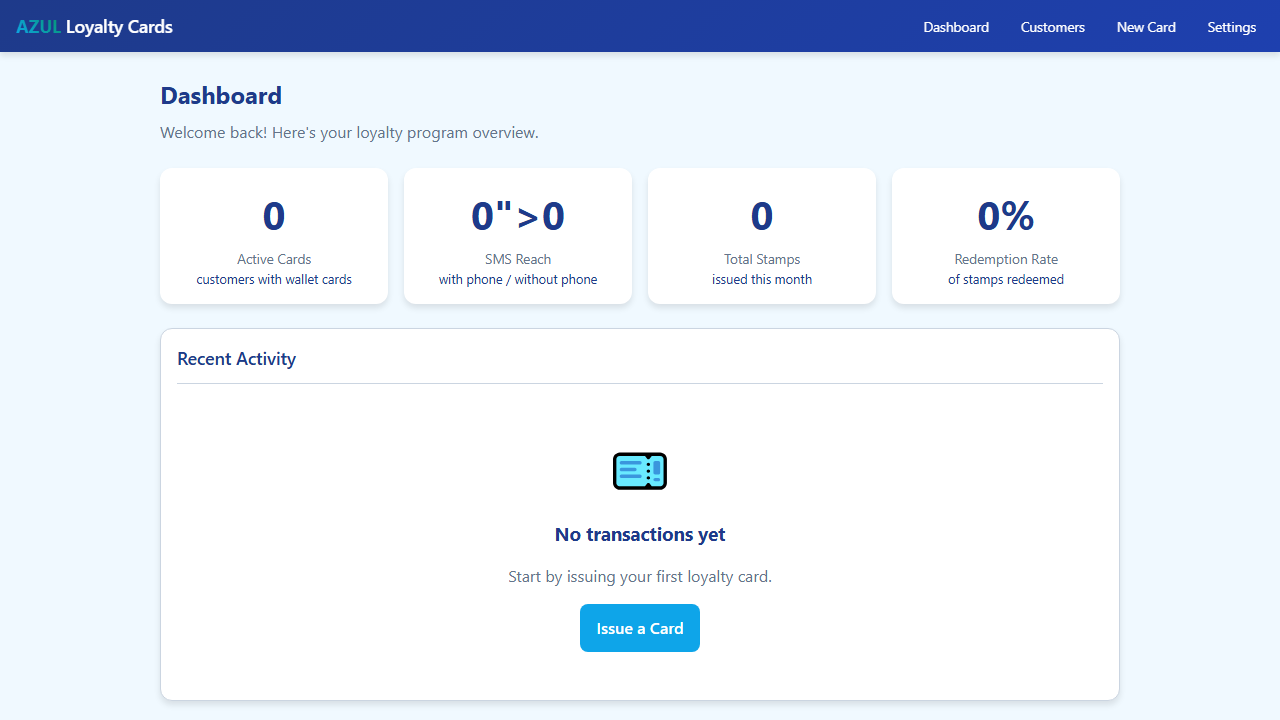 AZUL Loyalty Cards
Dashboard
Customers
New Card
Settings
Dashboard
Welcome back! Here's your loyalty program overview.
0
Active Cards
customers with wallet cards
0">0
SMS Reach
with phone / without phone
0
Total Stamps
issued this month
0%
Redemption Rate
of stamps redeemed
Recent Activity
No transactions yet
Start by issuing your first loyalty card.
Issue a Card